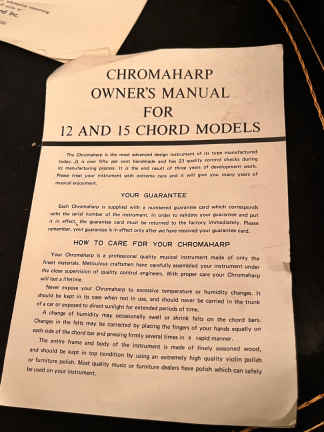 CHROMAHARP
OWNER'S MANUAL
FOR
12 AND 15 CHORD MODELS
The Chromaharp is the most advanced design instrument of its type manufactured
today. It is over fifty per cent handmade and has 23 quality control checks during
its manufacturing process. It is the end result of three years of development work.
Please treat your instrument with extreme care and it will give you many years of
musical enjoyment.
YOUR GUARANTEE
Each Chromaharp is supplied with a numbered guarantee card which corresponds
with the serial number of the instrument. In order to validate your guarantee and put
it in effect, the guarantee card must be returned to the factory immediately. Please
remember, your guarantee is in effect only after we have received your guarantee card.
HOW TO CARE FOR YOUR CHROMAHARP
Your Chromaharp is a professional quality musical instrument made of only the
finest materials. Meticulous craftsmen have carefully assembled your instrument under
the close supervision of quality control engineers. With proper care your Chromaharp
will last a lifetime.
Never expose your Chromaharp to excessive temperature or humidity changes. It
should be kept in its case when not in use, and should never be carried in the trunk
of a car or exposed to direct sunlight for extended periods of time.
A change of humidity may occasionally swell or shrink felts on the chord bars.
Changes in the felts may be corrected by placing the fingers of your hands equally on
each side of the chord bar and pressing firmly several times in a rapid manner.
The entire frame and body of the instrument is made of finely seasoned wood,
and should be kept in top condition by using an extremely high quality violin polish
or furniture polish. Most quality music or furniture dealers have polish which can safely
be used on your instrument.